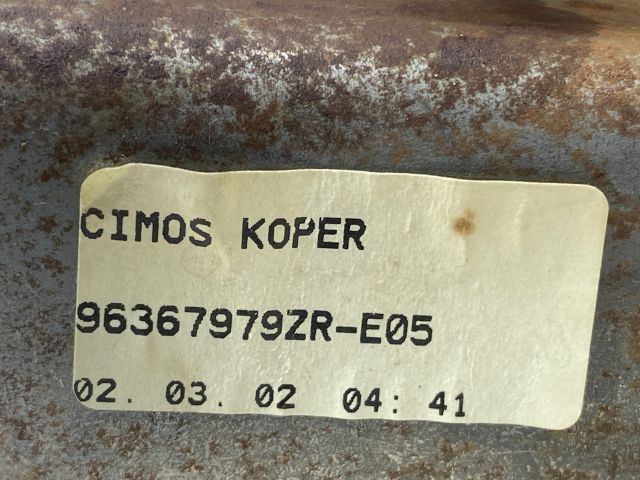 CIMOS KOPER
96367979ZR-E05
02. 03. 02 04: 41